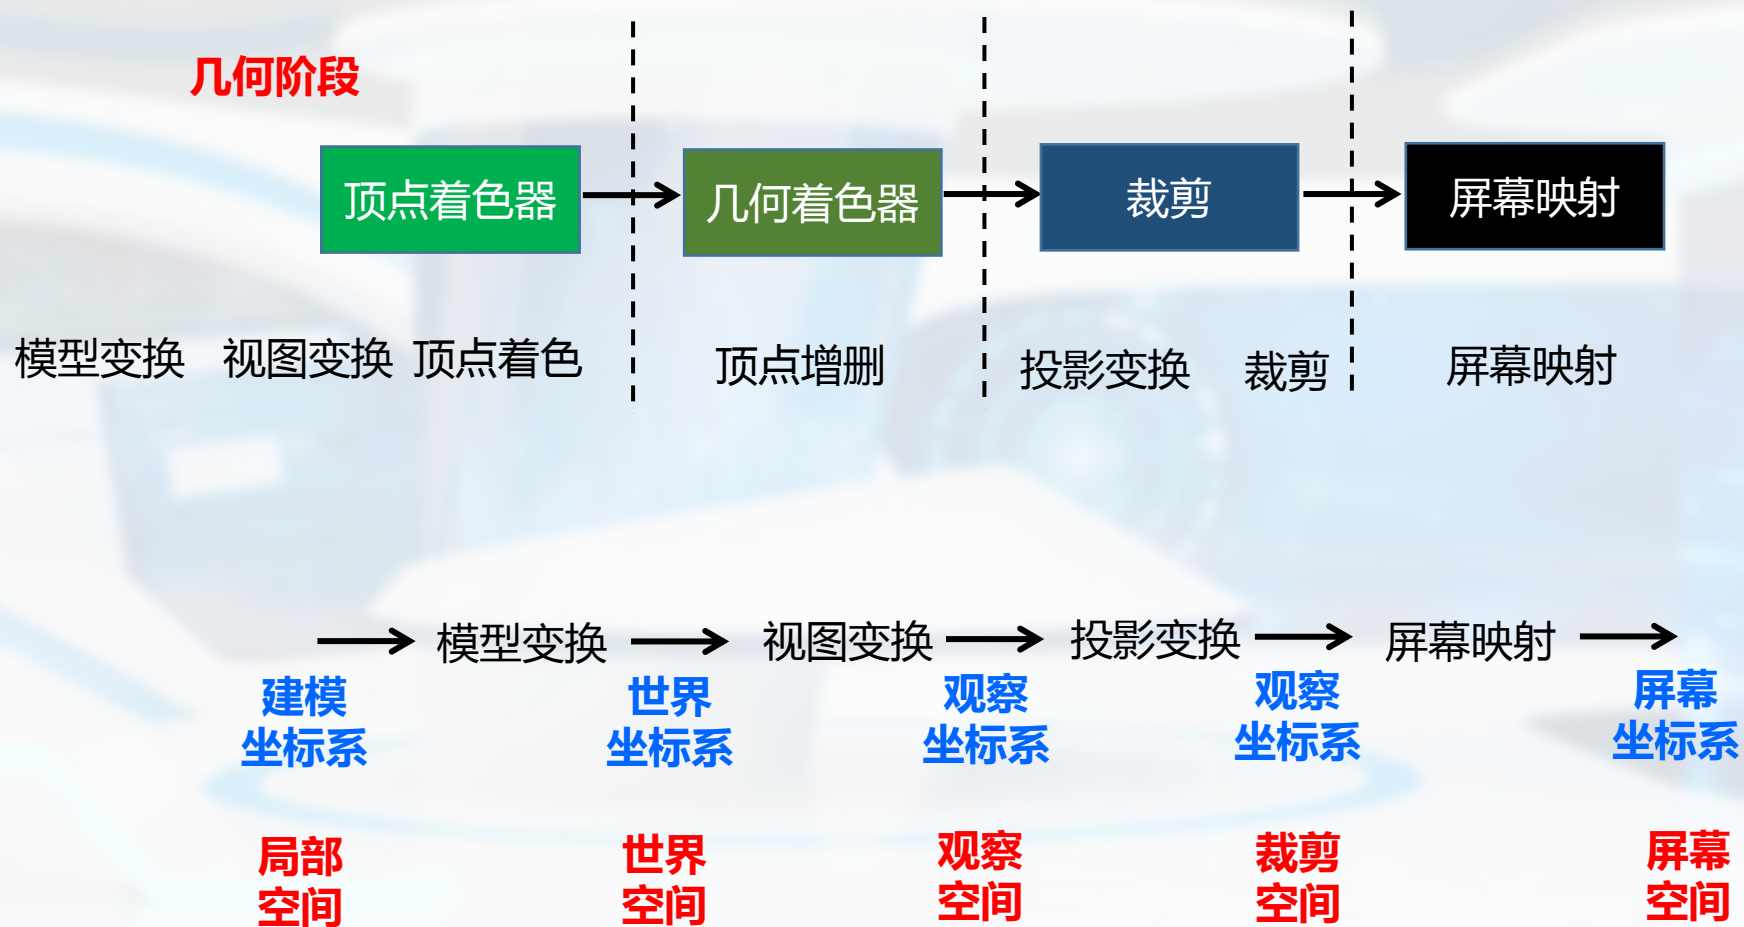 几何阶段
顶点着色器
几何着色器
裁剪
屏幕映射
模型变换
视图变换
顶点着色
顶点增删
投影变换
裁剪
屏幕映射
模型变换
视图变换
投影变换
屏幕映射
建模
坐标系
世界
坐标系
观察
坐标系
观察
坐标系
屏幕
坐标系
局部
空间
世界
空间
观察
空间
裁剪
空间
屏幕
空间